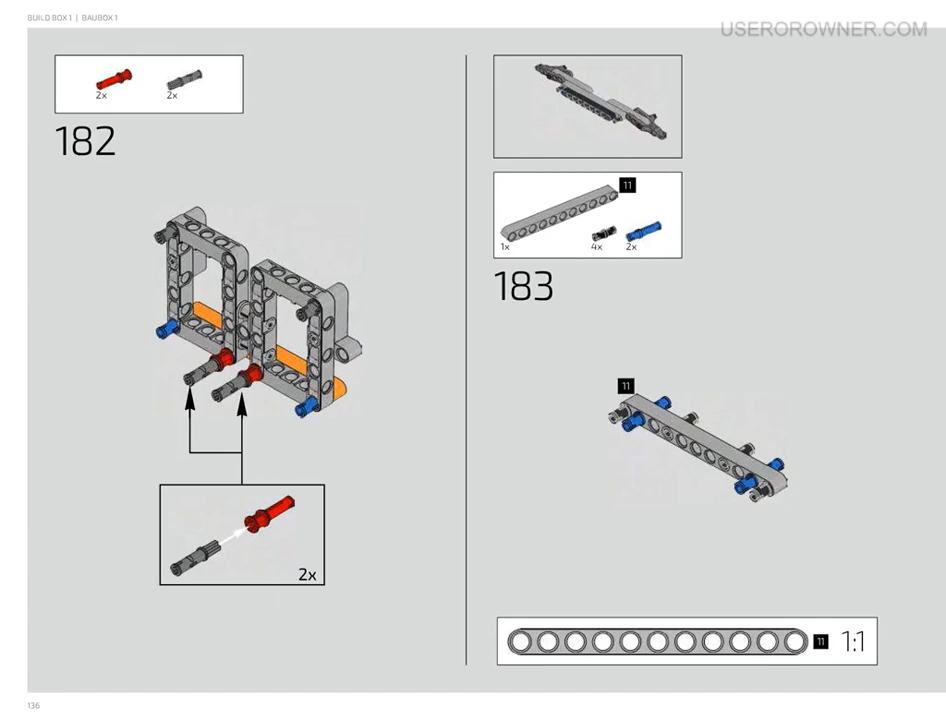 BUILD BOX 1 | BAUBOX 1
USEROROWNER.COM
2x
2x
182
2x
11
1x
4x
2x
183
11
11
1:1
136